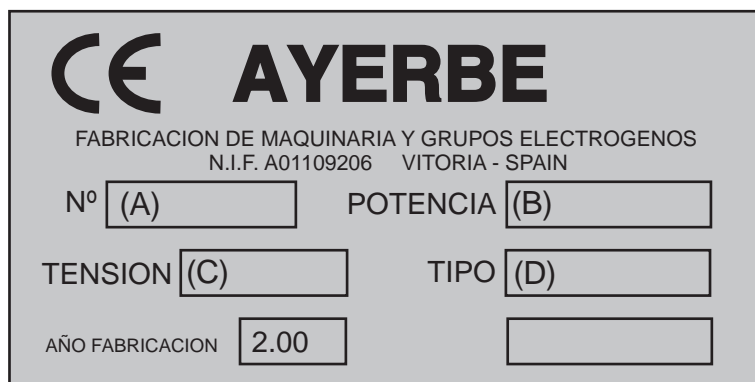 CE AYERBE
FABRICACION DE MAQUINARIA Y GRUPOS ELECTROGENOS
N.I.F. A01109206 VITORIA - SPAIN
Nº (A) POTENCIA (B)
TENSION (C) TIPO (D)
AÑO FABRICACION 2.00